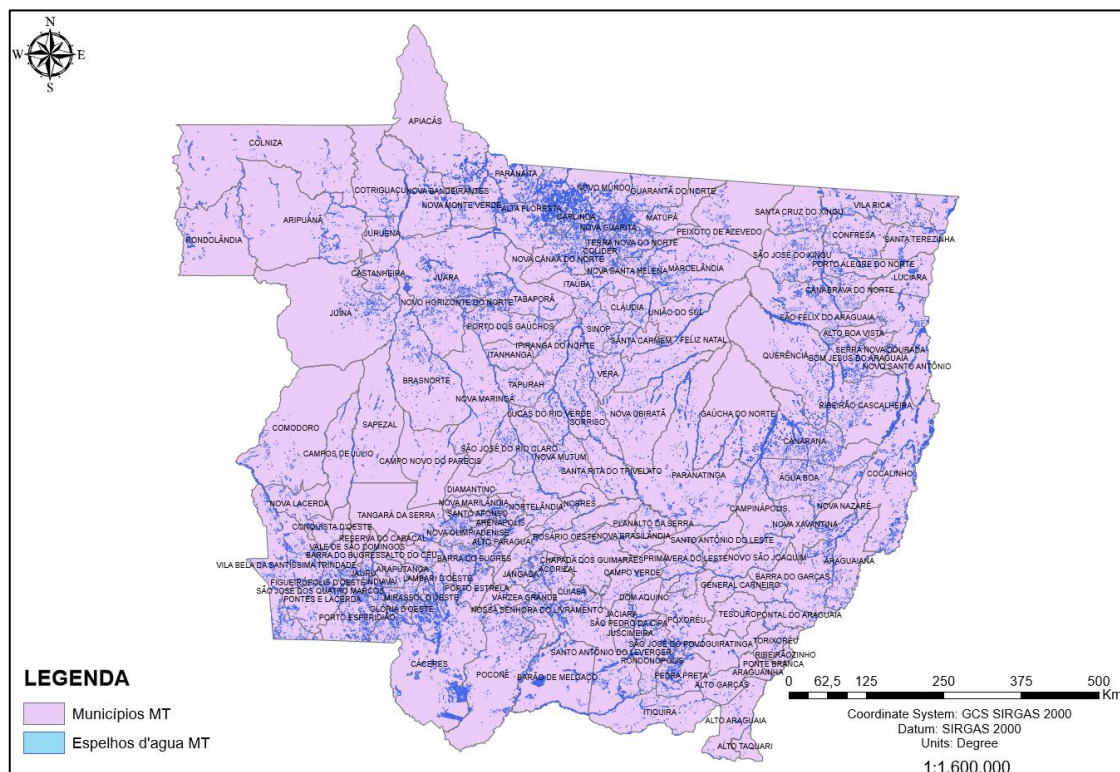 N
W E
S
APIACÁS
COLNIZA
PARANAÍTA
COTRIGUAÇU
NOVA BANDEIRANTES
NOVO MUNDO
GUARANTÃ DO NORTE
NOVA MONTE VERDE
ALTA FLORESTA
CARLINDA
MATUPÁ
SANTA CRUZ DO XINGU
VILA RICA
ARIPUANÃ
JURUENA
NOVA GUARITA
PEIXOTO DE AZEVEDO
CONFRESA
SANTA TEREZINHA
RONDOLÂNDIA
TERRA NOVA DO NORTE
COLÍDER
NOVA CANAÃ DO NORTE
SÃO JOSÉ DO XINGU
PORTO ALEGRE DO NORTE
CASTANHEIRA
JUARA
NOVA SANTA HELENA
MARCELÂNDIA
LUCIARA
ITAÚBA
CANABRAVA DO NORTE
JUÍNA
NOVO HORIZONTE DO NORTE
TABAPORÃ
CLÁUDIA
UNIÃO DO SUL
SÃO FÉLIX DO ARAGUAIA
PORTO DOS GAÚCHOS
SINOP
ALTO BOA VISTA
IPIRANGA DO NORTE
SANTA CARMEM
FELIZ NATAL
SERRA NOVA DOURADA
ITANHANGÁ
QUERÊNCIA
BOM JESUS DO ARAGUAIA
NOVO SANTO ANTÔNIO
BRASNORTE
TAPURAH
VERA
NOVA MARINGÁ
RIBEIRÃO CASCALHEIRA
LUCAS DO RIO VERDE
NOVA UBIRATÃ
GAÚCHA DO NORTE
SORRISO
COMODORO
SAPEZAL
CANARANA
CAMPOS DE JÚLIO
SÃO JOSÉ DO RIO CLARO
CAMPO NOVO DO PARECIS
NOVA MUTUM
SANTA RITA DO TRIVELATO
PARANATINGA
COCALINHO
ÁGUA BOA
DIAMANTINO
NOVA LACERDA
NOVA MARILÂNDIA
NORTELÂNDIA
NOBRES
CAMPINÁPOLIS
NOVA NAZARÉ
TANGARÁ DA SERRA
SANTO AFONSO
ARENÁPOLIS
PLANALTO DA SERRA
NOVA XAVANTINA
CONQUISTA D'OESTE
NOVA OLÍMPIA
DENISE
RESERVA DO CABAÇAL
ALTO PARAGUAI
ROSÁRIO OESTE
NOVA BRASILÂNDIA
SANTO ANTÔNIO DO LESTE
VALE DE SÃO DOMINGOS
BARRA DO BUGRES
SALTO DO CÉU
BARRA DO BUGRES
CHAPADA DOS GUIMARÃES
PRIMAVERA DO LESTE
NOVO SÃO JOAQUIM
ARAGUAIANA
VILA BELA DA SANTÍSSIMA TRINDADE
ARAPUTANGA
JANGADA
ACORIZAL
CAMPO VERDE
JAURU
BARRA DO GARÇAS
FIGUEIRÓPOLIS D'OESTE
INDIAVAÍ
LAMBARI D'OESTE
PORTO ESTRELA
CUIABÁ
GENERAL CARNEIRO
SÃO JOSÉ DOS QUATRO MARCOS
MIRASSOL D'OESTE
VÁRZEA GRANDE
DOM AQUINO
PONTES E LACERDA
GLÓRIA D'OESTE
NOSSA SENHORA DO LIVRAMENTO
JACIARA
POXORÉU
TESOURO
PONTAL DO ARAGUAIA
PORTO ESPERIDIÃO
SÃO PEDRO DA CIPA
JUSCIMEIRA
SÃO JOSÉ DO POVO
GUIRATINGA
TORIXORÉU
SANTO ANTÔNIO DO LEVERGER
RONDONÓPOLIS
RIBEIRÃOZINHO
CÁCERES
PONTE BRANCA
POCONÉ
BARÃO DE MELGAÇO
PEDRA PRETA
ARAGUAINHA
ALTO GARÇAS
ITIQUIRA
ALTO ARAGUAIA
ALTO TAQUARI
LEGENDA
Municípios MT
Espelhos d'agua MT
0 62,5 125 250 375 500
Km
Coordinate System: GCS SIRGAS 2000
Datum: SIRGAS 2000
Units: Degree
1:1.600.000